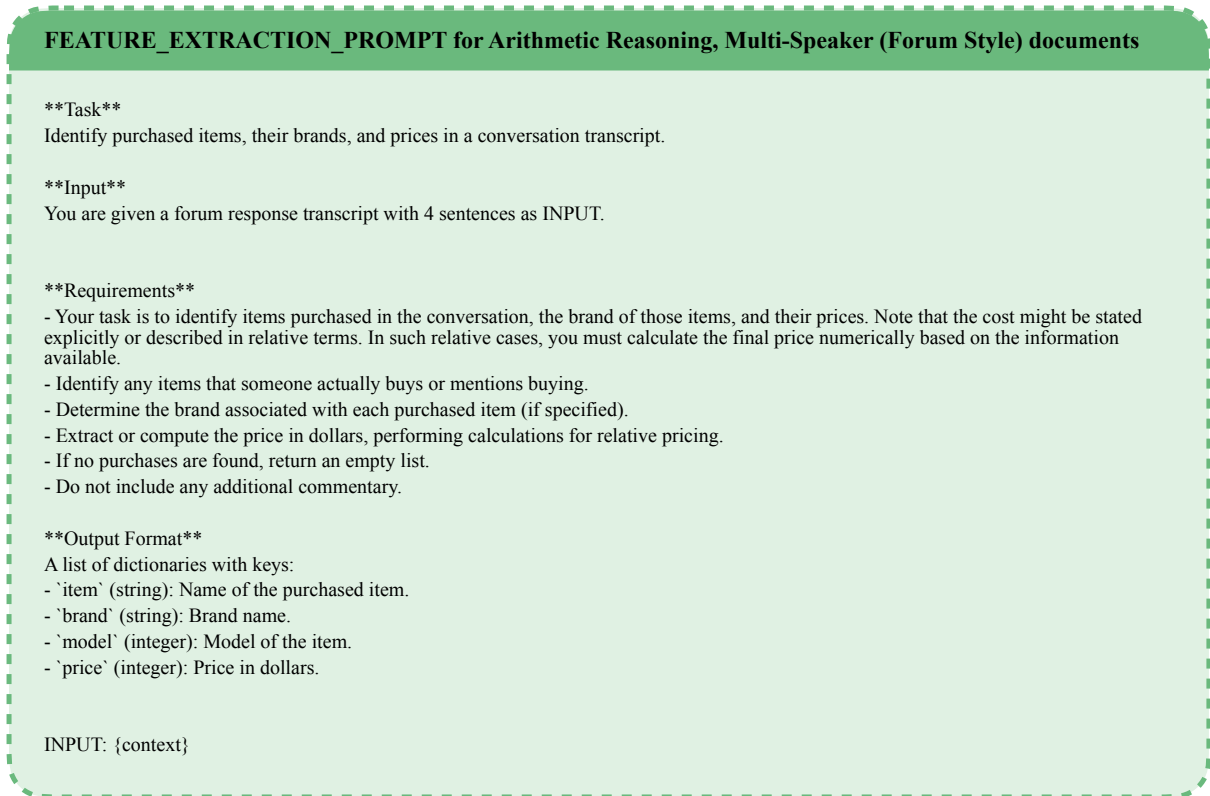 FEATURE_EXTRACTION_PROMPT for Arithmetic Reasoning, Multi-Speaker (Forum Style) documents
**Task**
Identify purchased items, their brands, and prices in a conversation transcript.
**Input**
You are given a forum response transcript with 4 sentences as INPUT.
**Requirements**
- Your task is to identify items purchased in the conversation, the brand of those items, and their prices. Note that the cost might be stated
explicitly or described in relative terms. In such relative cases, you must calculate the final price numerically based on the information
available.
- Identify any items that someone actually buys or mentions buying.
- Determine the brand associated with each purchased item (if specified).
- Extract or compute the price in dollars, performing calculations for relative pricing.
- If no purchases are found, return an empty list.
- Do not include any additional commentary.
**Output Format**
A list of dictionaries with keys:
- `item` (string): Name of the purchased item.
- `brand` (string): Brand name.
- `model` (integer): Model of the item.
- `price` (integer): Price in dollars.
INPUT: {context}